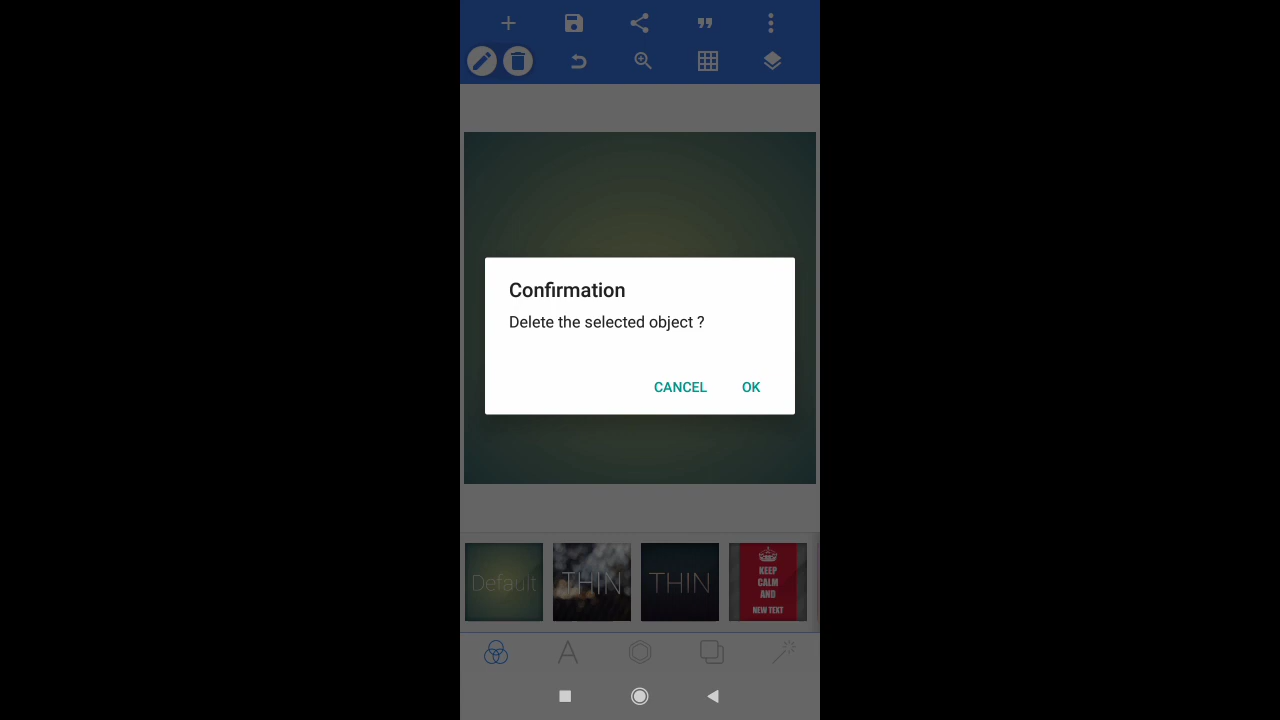 Confirmation
Delete the selected object ?
CANCEL OK
Default
THIN
THIN
KEEP
CALM
AND
NEW TEXT